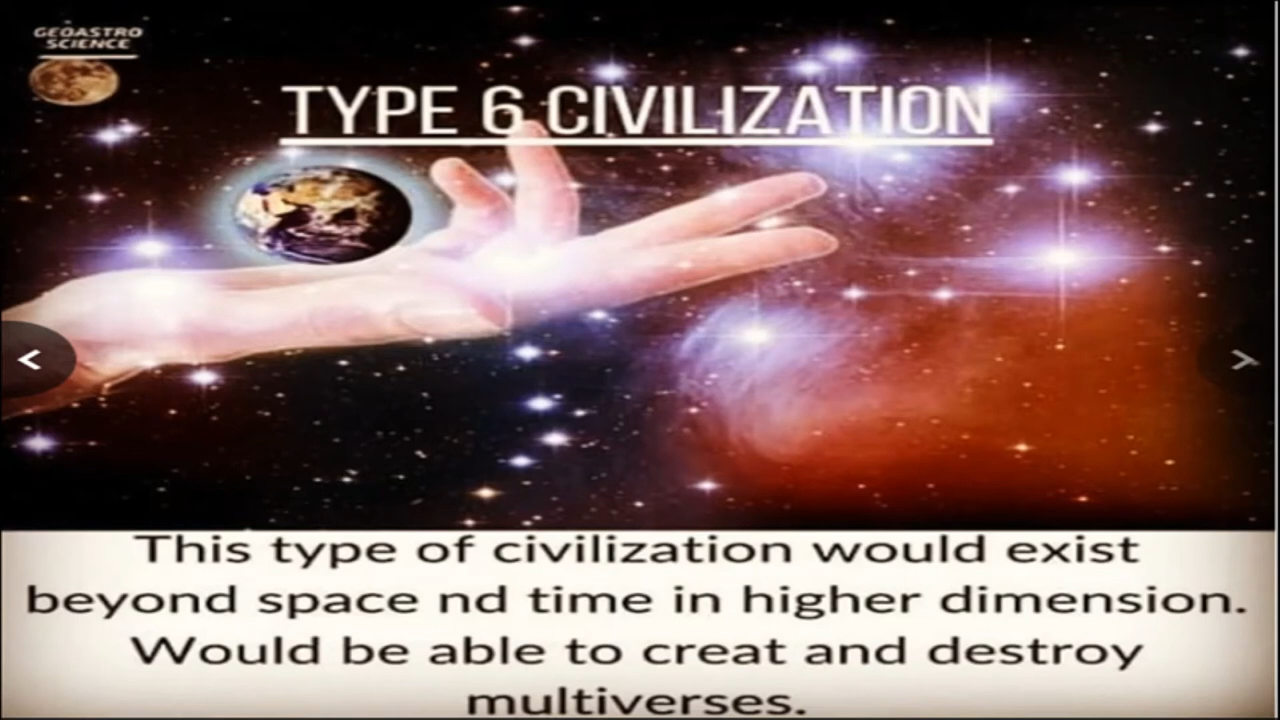 GEOASTRO
SCIENCE
TYPE 6 CIVILIZATION
This type of civilization would exist
beyond space nd time in higher dimension.
Would be able to creat and destroy
multiverses.